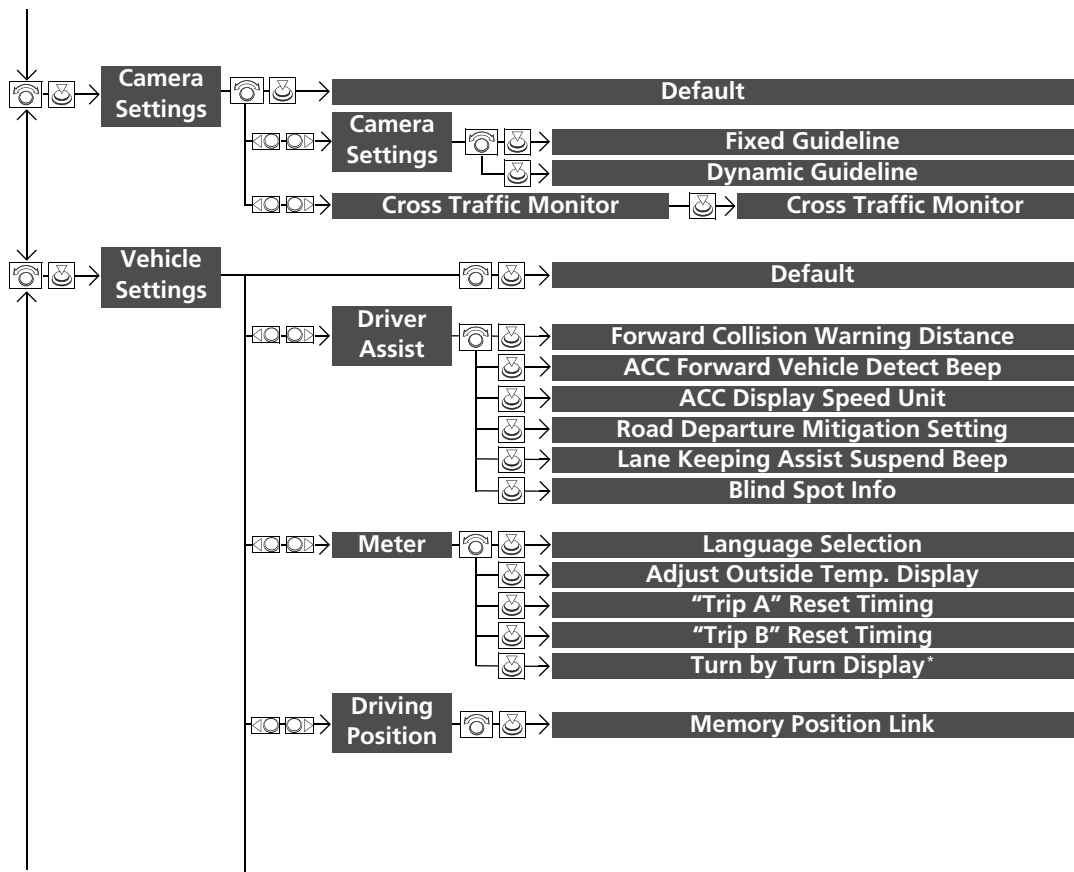 Camera
Settings
Default
Camera
Settings
Fixed Guideline
Dynamic Guideline
Cross Traffic Monitor
Cross Traffic Monitor
Vehicle
Settings
Default
Driver
Assist
Forward Collision Warning Distance
ACC Forward Vehicle Detect Beep
ACC Display Speed Unit
Road Departure Mitigation Setting
Lane Keeping Assist Suspend Beep
Blind Spot Info
Meter
Language Selection
Adjust Outside Temp. Display
“Trip A” Reset Timing
“Trip B” Reset Timing
Turn by Turn Display*
Driving
Position
Memory Position Link